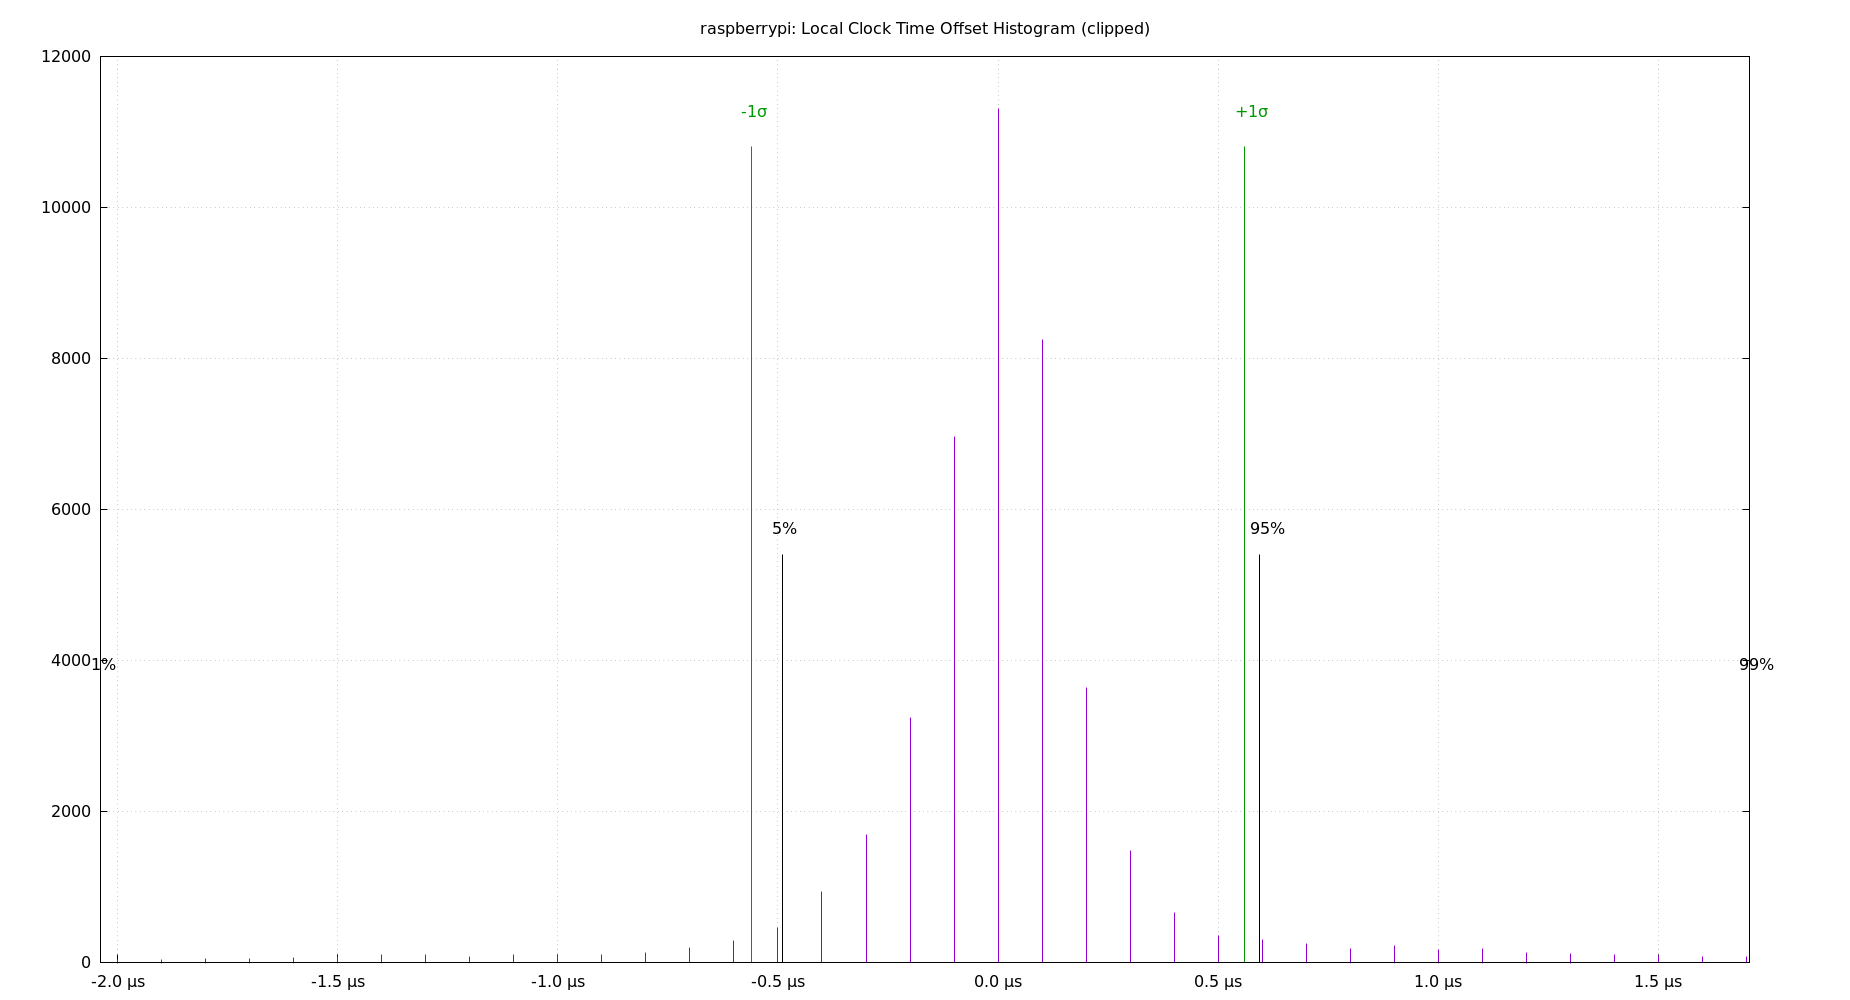 raspberrypi: Local Clock Time Offset Histogram (clipped)
12000
-1σ +1σ
10000
8000
6000
5% 95%
4000 1% 99%
2000
0
-2.0 µs -1.5 µs -1.0 µs -0.5 µs 0.0 µs 0.5 µs 1.0 µs 1.5 µs